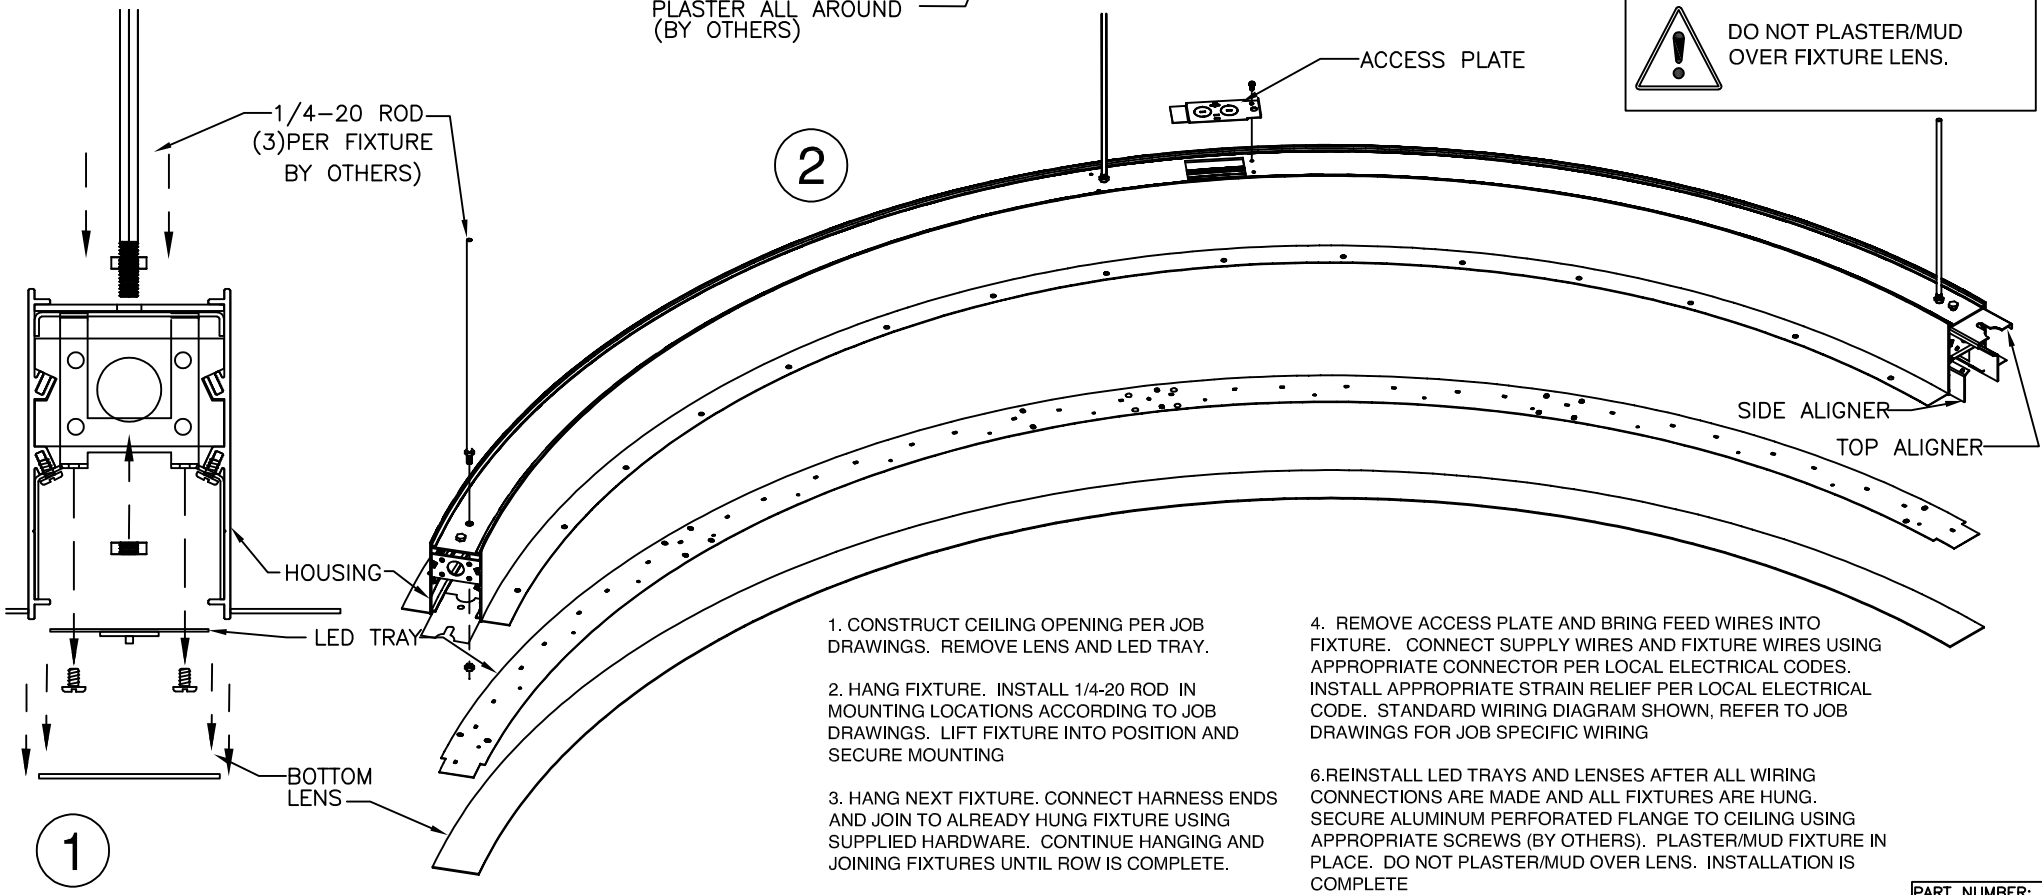 PLASTER ALL AROUND
(BY OTHERS)
DO NOT PLASTER/MUD
OVER FIXTURE LENS.
ACCESS PLATE
1/4-20 ROD
(3)PER FIXTURE
BY OTHERS)
2
SIDE ALIGNER
TOP ALIGNER
HOUSING
LED TRAY
BOTTOM
LENS
1
1. CONSTRUCT CEILING OPENING PER JOB
DRAWINGS. REMOVE LENS AND LED TRAY.
2. HANG FIXTURE. INSTALL 1/4-20 ROD IN
MOUNTING LOCATIONS ACCORDING TO JOB
DRAWINGS. LIFT FIXTURE INTO POSITION AND
SECURE MOUNTING
3. HANG NEXT FIXTURE. CONNECT HARNESS ENDS
AND JOIN TO ALREADY HUNG FIXTURE USING
SUPPLIED HARDWARE. CONTINUE HANGING AND
JOINING FIXTURES UNTIL ROW IS COMPLETE.
4. REMOVE ACCESS PLATE AND BRING FEED WIRES INTO
FIXTURE. CONNECT SUPPLY WIRES AND FIXTURE WIRES USING
APPROPRIATE CONNECTOR PER LOCAL ELECTRICAL CODES.
INSTALL APPROPRIATE STRAIN RELIEF PER LOCAL ELECTRICAL
CODE. STANDARD WIRING DIAGRAM SHOWN, REFER TO JOB
DRAWINGS FOR JOB SPECIFIC WIRING
6.REINSTALL LED TRAYS AND LENSES AFTER ALL WIRING
CONNECTIONS ARE MADE AND ALL FIXTURES ARE HUNG.
SECURE ALUMINUM PERFORATED FLANGE TO CEILING USING
APPROPRIATE SCREWS (BY OTHERS). PLASTER/MUD FIXTURE IN
PLACE. DO NOT PLASTER/MUD OVER LENS. INSTALLATION IS
COMPLETE
PART NUMBER: